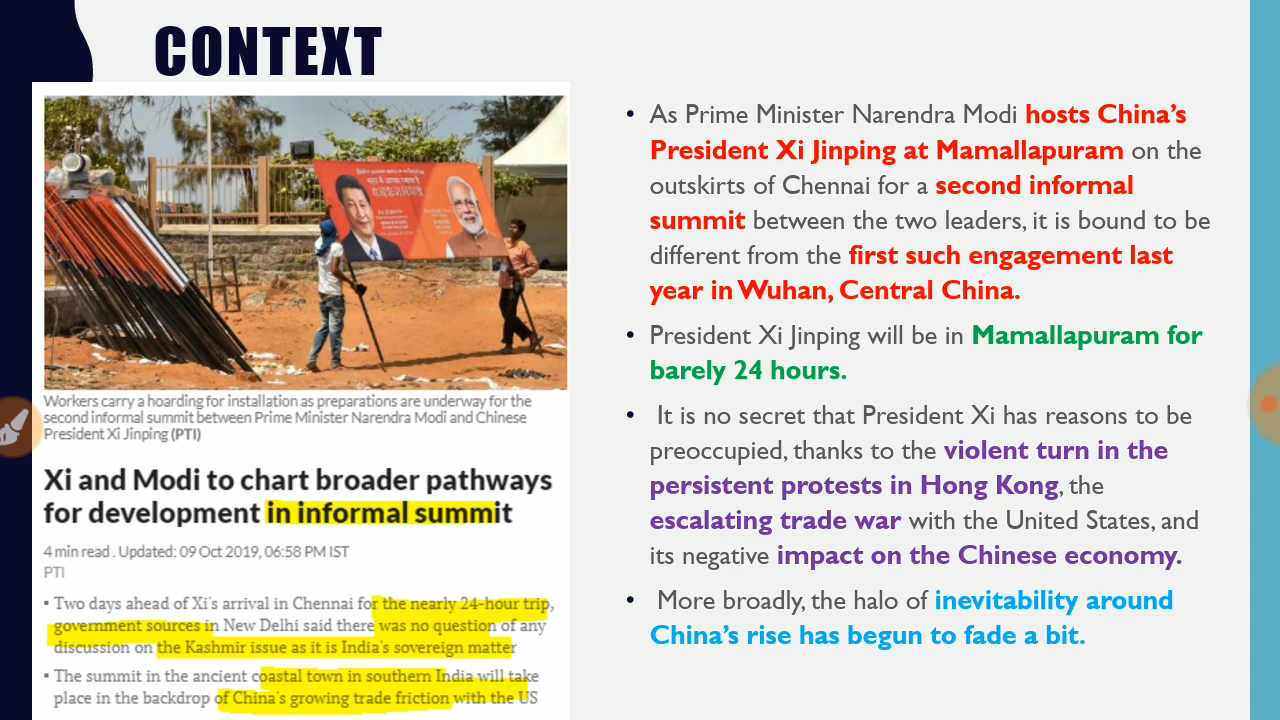 CONTEXT
Workers carry a hoarding for installation as preparations are underway for the
second informal summit between Prime Minister Narendra Modi and Chinese
President Xi Jinping (PTI)
Xi and Modi to chart broader pathways
for development in informal summit
4 min read . Updated: 09 Oct 2019, 06:58 PM IST
PTI
▪ Two days ahead of Xi's arrival in Chennai for the nearly 24-hour trip,
government sources in New Delhi said there was no question of any
discussion on the Kashmir issue as it is India's sovereign matter
▪ The summit in the ancient coastal town in southern India will take
place in the backdrop of China's growing trade friction with the US
• As Prime Minister Narendra Modi hosts China’s
President Xi Jinping at Mamallapuram on the
outskirts of Chennai for a second informal
summit between the two leaders, it is bound to be
different from the first such engagement last
year in Wuhan, Central China.
• President Xi Jinping will be in Mamallapuram for
barely 24 hours.
• It is no secret that President Xi has reasons to be
preoccupied, thanks to the violent turn in the
persistent protests in Hong Kong, the
escalating trade war with the United States, and
its negative impact on the Chinese economy.
• More broadly, the halo of inevitability around
China’s rise has begun to fade a bit.